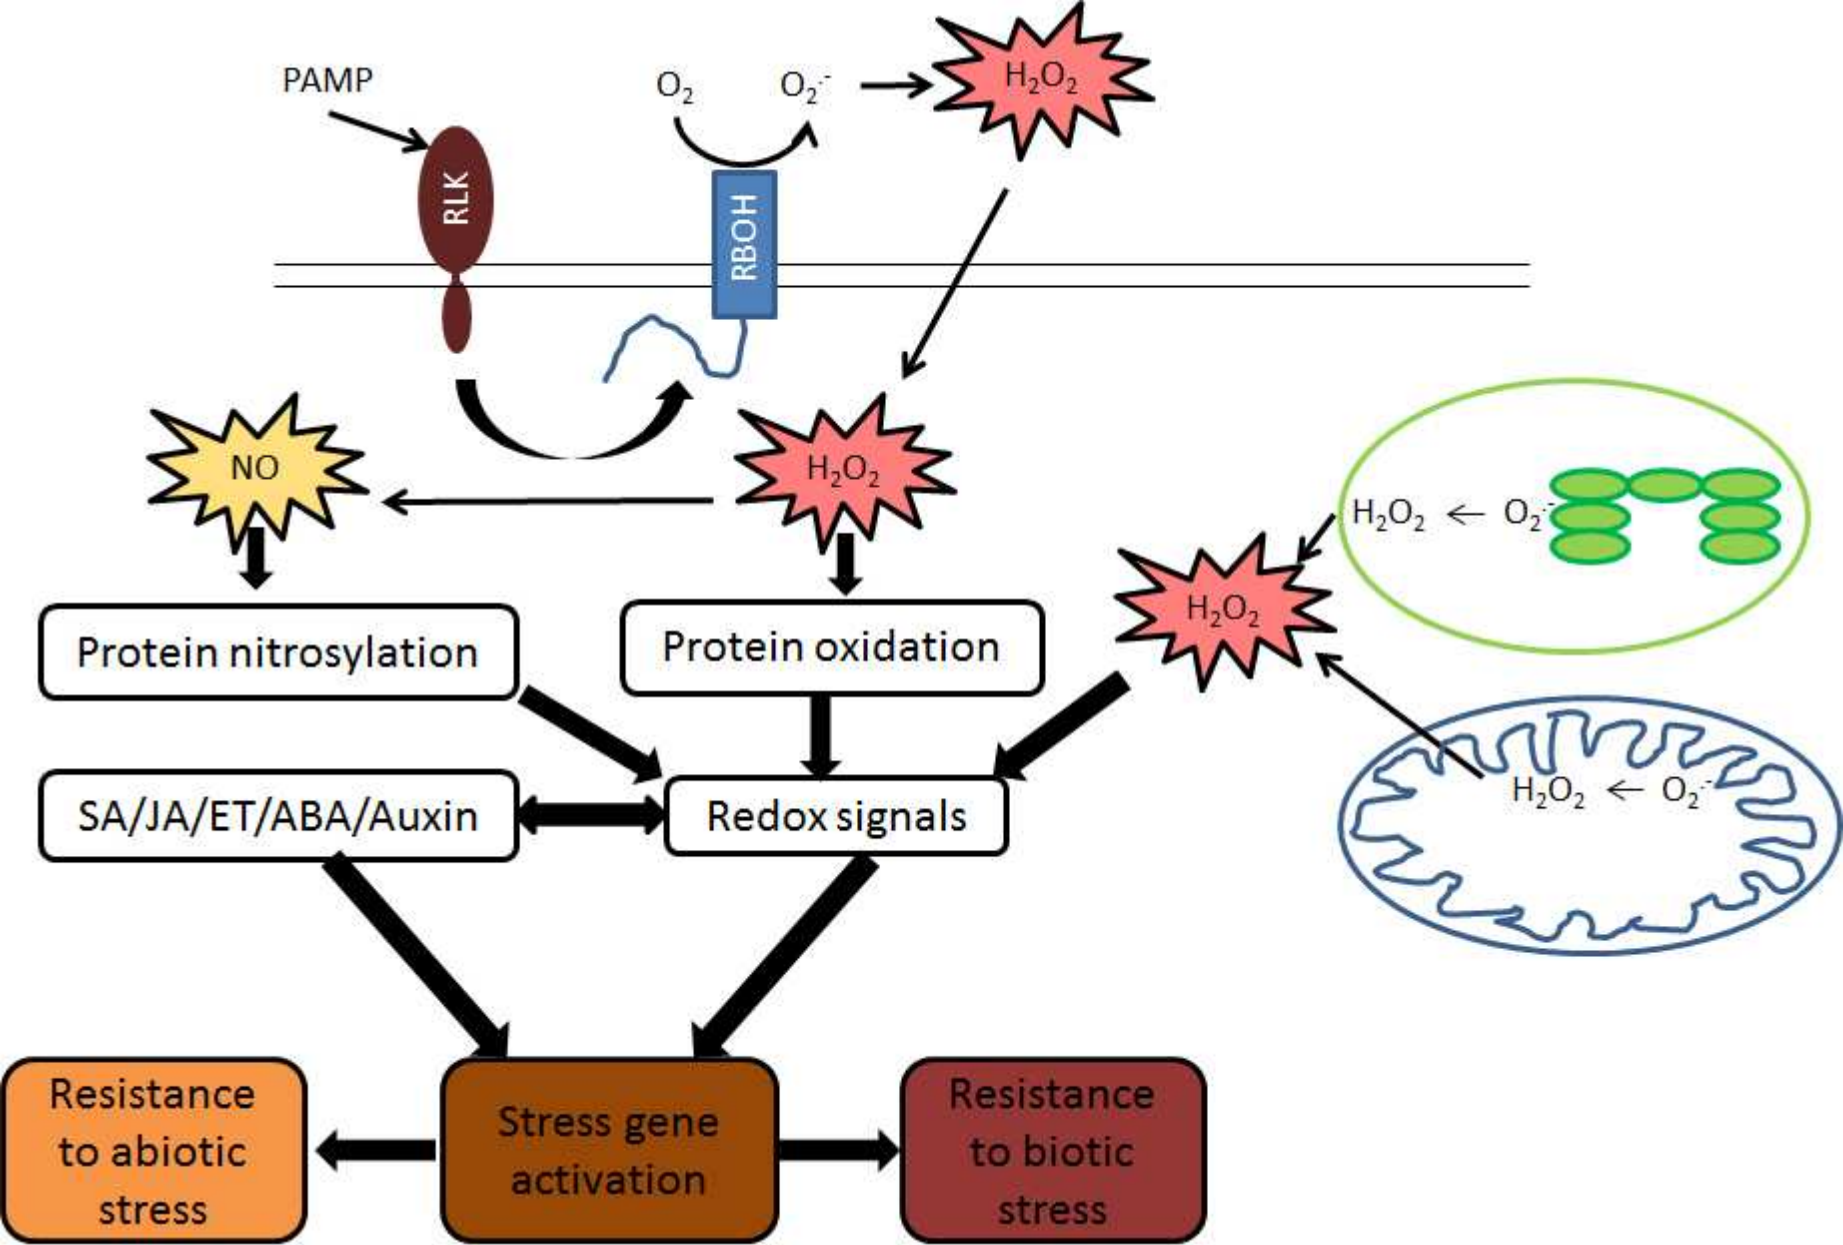 PAMP
O₂
O₂·⁻
H₂O₂
RLK
RBOH
NO
H₂O₂
H₂O₂ ← O₂·⁻
H₂O₂
Protein nitrosylation
Protein oxidation
SA/JA/ET/ABA/Auxin
Redox signals
H₂O₂ ← O₂·⁻
Resistance
to abiotic
stress
Stress gene
activation
Resistance
to biotic
stress